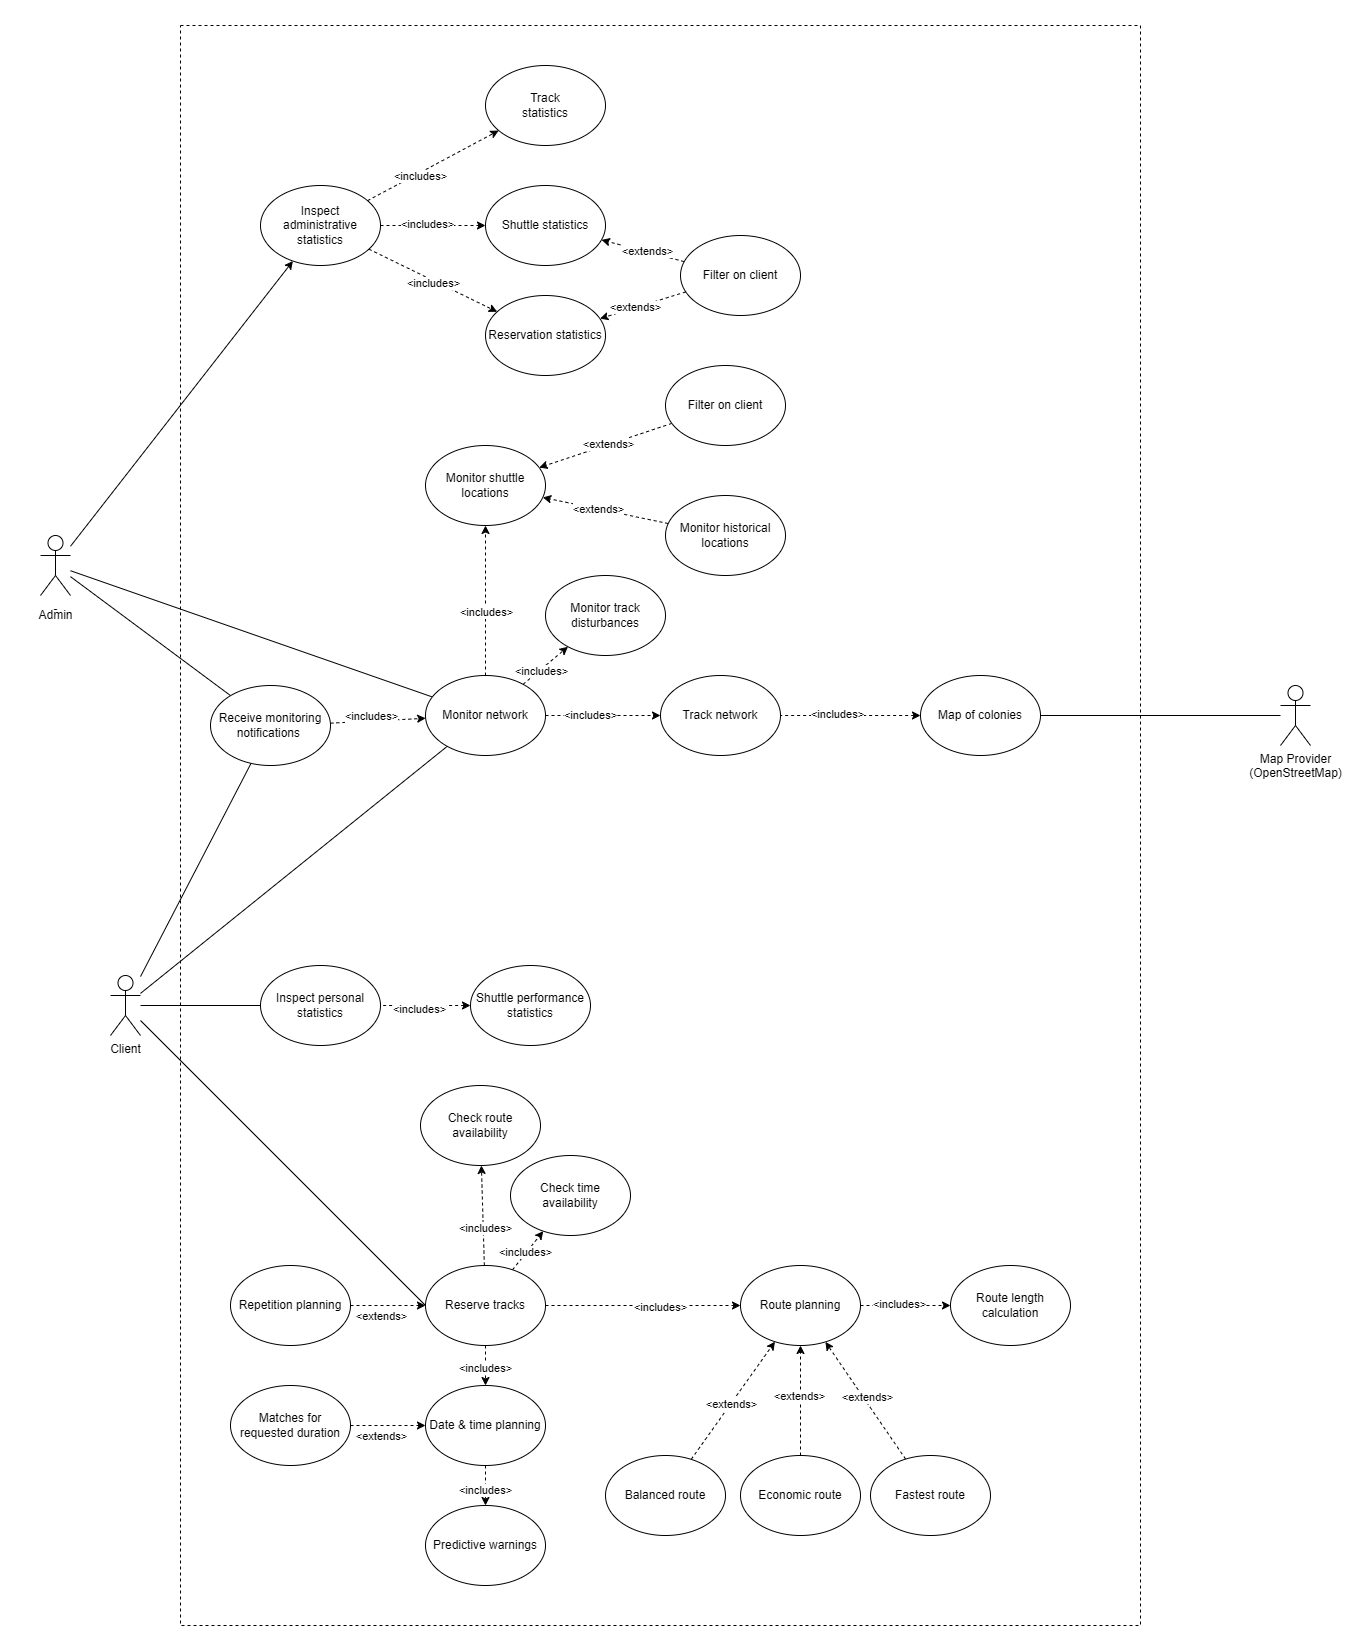 Track
statistics
<includes>
Inspect
administrative
statistics
<includes>
Shuttle statistics
<extends>
Filter on client
<includes>
<extends>
Reservation statistics
Filter on client
<extends>
Monitor shuttle
locations
<extends>
Monitor historical
locations
Admin
<includes>
Monitor track
disturbances
<includes>
Receive monitoring
notifications
<includes>
Monitor network
<includes>
Track network
<includes>
Map of colonies
Map Provider
(OpenStreetMap)
Client
Inspect personal
statistics
<includes>
Shuttle performance
statistics
Check route
availability
Check time
availability
<includes>
<includes>
Repetition planning
<extends>
Reserve tracks
<includes>
Route planning
<includes>
Route length
calculation
<includes>
Matches for
requested duration
<extends>
Date & time planning
<extends>
<extends>
<extends>
<includes>
Balanced route
Economic route
Fastest route
Predictive warnings